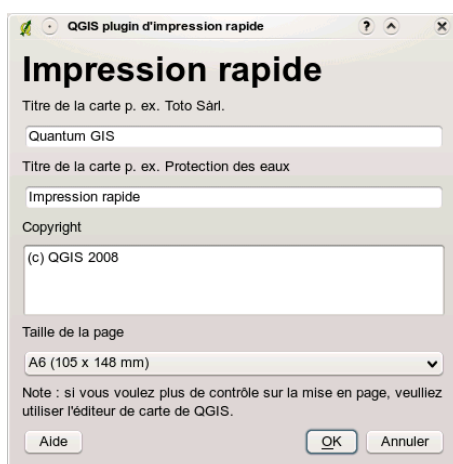 QGIS plugin d'impression rapide
Impression rapide
Titre de la carte p. ex. Toto Sàrl.
Quantum GIS
Titre de la carte p. ex. Protection des eaux
Impression rapide
Copyright
(c) QGIS 2008
Taille de la page
A6 (105 x 148 mm)
Note : si vous voulez plus de contrôle sur la mise en page, veulliez
utiliser l'éditeur de carte de QGIS.
Aide OK Annuler